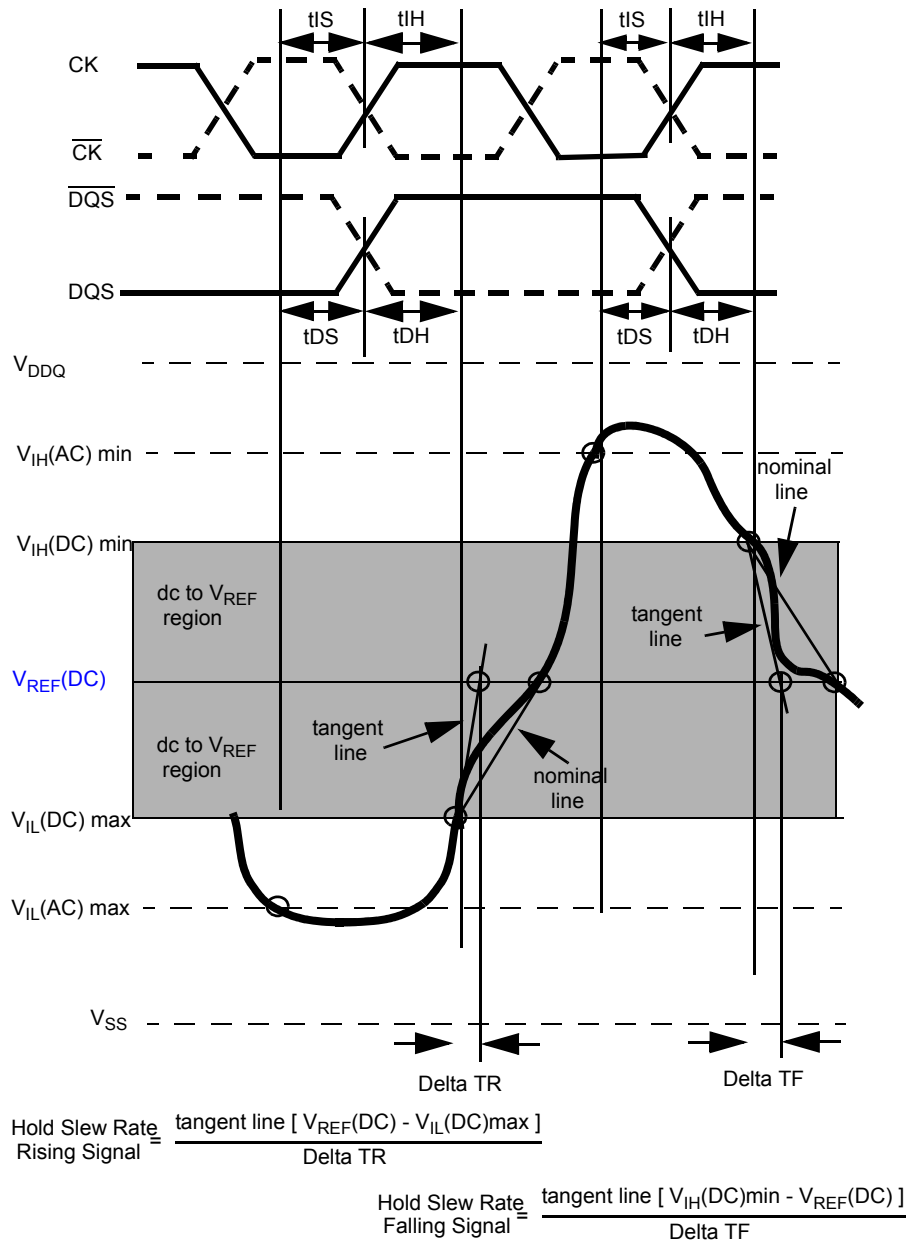 tIS tIH tIS tIH
CK
CK
DQS
DQS
tDS tDH tDS tDH
VDDQ
VIH(AC) min
nominal
line
VIH(DC) min
dc to VREF
region
tangent
line
VREF(DC)
tangent
line
dc to VREF
region
nominal
line
VIL(DC) max
VIL(AC) max
VSS
Delta TR
Delta TF
Hold Slew Rate
Rising Signal
=
tangent line [ VREF(DC) - VIL(DC)max ]
Delta TR
Hold Slew Rate
Falling Signal
=
tangent line [ VIH(DC)min - VREF(DC) ]
Delta TF